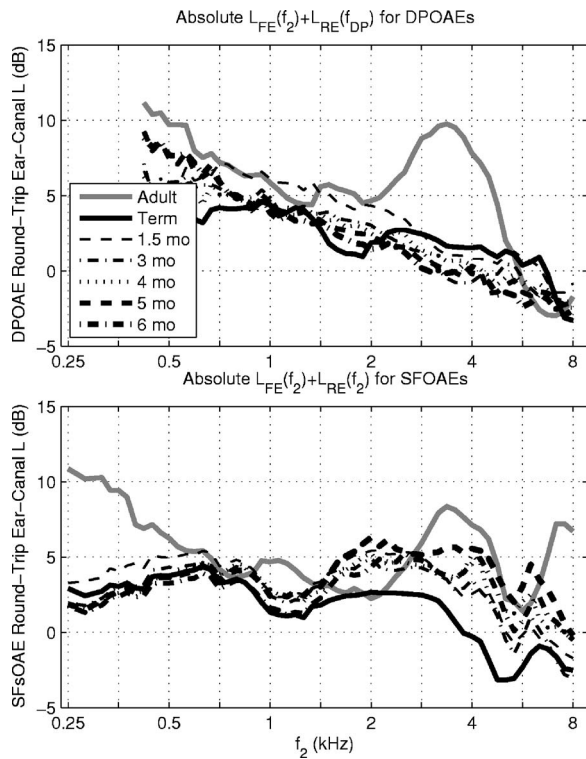 Absolute L_FE(f_2)+L_RE(f_DP) for DPOAEs
DPOAE Round-Trip Ear-Canal L (dB)
15
10
5
0
-5
Adult
Term
1.5 mo
3 mo
4 mo
5 mo
6 mo
0.25
0.5
1
2
4
8
Absolute L_FE(f_2)+L_RE(f_2) for SFOAEs
SFsOAE Round-Trip Ear-Canal L (dB)
15
10
5
0
-5
0.25
0.5
1
2
4
8
f_2 (kHz)